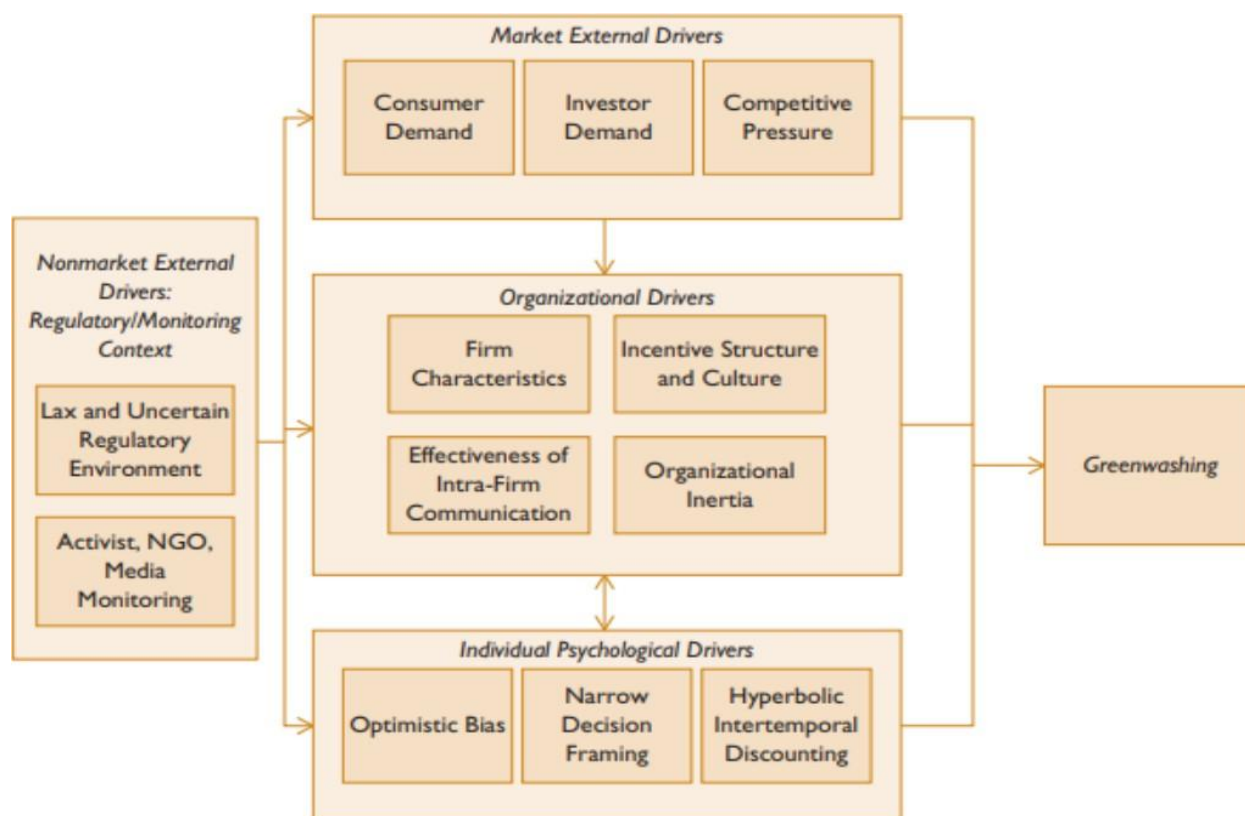 Market External Drivers
Consumer
Demand
Investor
Demand
Competitive
Pressure
Nonmarket External
Drivers:
Regulatory/Monitoring
Context
Lax and Uncertain
Regulatory
Environment
Activist, NGO,
Media
Monitoring
Organizational Drivers
Firm
Characteristics
Incentive Structure
and Culture
Effectiveness of
Intra-Firm
Communication
Organizational
Inertia
Individual Psychological Drivers
Optimistic Bias
Narrow
Decision
Framing
Hyperbolic
Intertemporal
Discounting
Greenwashing